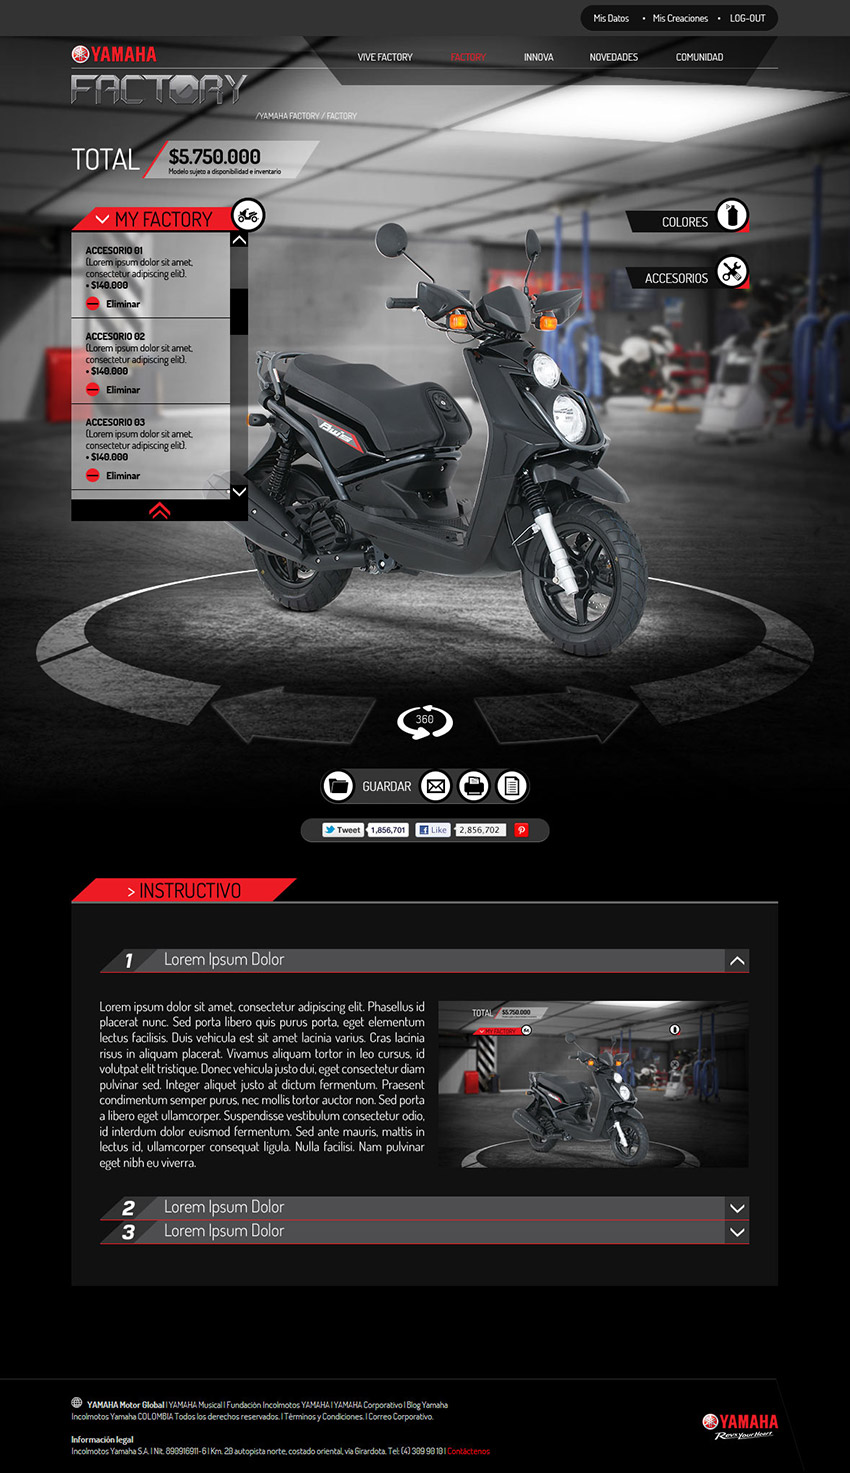 Mis Datos • Mis Creaciones • LOG-OUT
YAMAHA
VIVE FACTORY FACTORY INNOVA NOVEDADES COMUNIDAD
FACTORY
/YAMAHA FACTORY / FACTORY
TOTAL $5.750.000
Modelo sujeto a disponibilidad e inventario
MY FACTORY
COLORES
ACCESORIOS
ACCESORIO 01
(Lorem ipsum dolor sit amet,
consectetur adipiscing elit).
• $140.000
Eliminar
ACCESORIO 02
(Lorem ipsum dolor sit amet,
consectetur adipiscing elit).
• $140.000
Eliminar
ACCESORIO 03
(Lorem ipsum dolor sit amet,
consectetur adipiscing elit).
• $140.000
Eliminar
BWS
360
GUARDAR
Tweet 1,856,701 Like 2,856,702
> INSTRUCTIVO
1 Lorem Ipsum Dolor
Lorem ipsum dolor sit amet, consectetur adipiscing elit. Phasellus id
placerat nunc. Sed porta libero quis purus porta, eget elementum
lectus facilisis. Duis vehicula est sit amet lacinia varius. Cras lacinia
risus in aliquam placerat. Vivamus aliquam tortor in leo cursus, id
volutpat elit tristique. Donec vehicula justo dui, eget consectetur diam
pulvinar sed. Integer aliquet justo at dictum fermentum. Praesent
condimentum semper purus, nec mollis tortor auctor non. Sed porta
a libero eget ullamcorper. Suspendisse vestibulum consectetur odio,
id interdum dolor euismod fermentum. Sed ante mauris, mattis in
lectus id, ullamcorper consequat ligula. Nulla facilisi. Nam pulvinar
eget nibh eu viverra.
TOTAL $5.750.000
MY FACTORY
2 Lorem Ipsum Dolor
3 Lorem Ipsum Dolor
YAMAHA Motor Global | YAMAHA Musical | Fundación Incolmotos YAMAHA | YAMAHA Corporativo | Blog Yamaha
Incolmotos Yamaha COLOMBIA Todos los derechos reservados. | Términos y Condiciones. | Correo Corporativo.
YAMAHA
Revs Your Heart
Información legal
Incolmotos Yamaha S.A. | Nit. 890916911-6 | Km. 20 autopista norte, costado oriental, vía Girardota. Tel: (4) 389 90 10 | Contáctenos